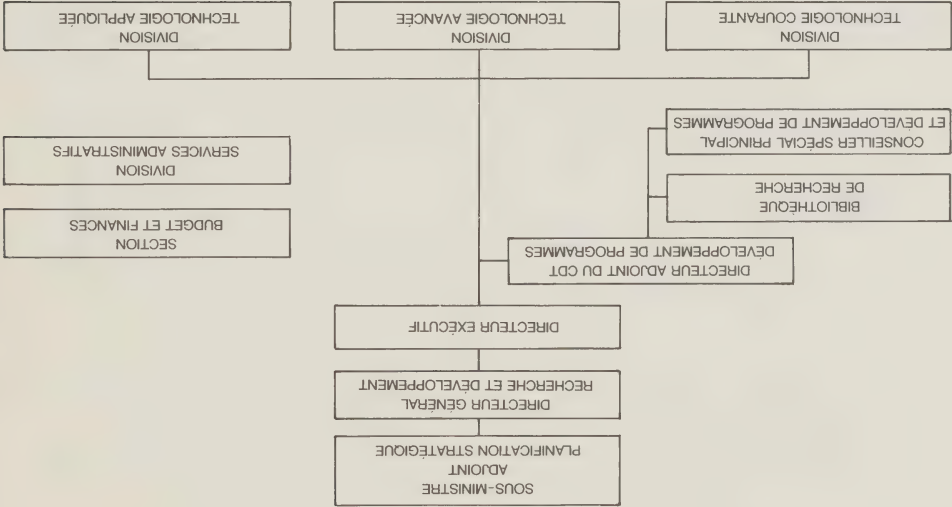 SOUS-MINISTRE
ADJOINT
PLANIFICATION STRATÉGIQUE
DIRECTEUR GÉNÉRAL
RECHERCHE ET DÉVELOPPEMENT
DIRECTEUR EXÉCUTIF
DIRECTEUR ADJOINT DU CDT
DÉVELOPPEMENT DE PROGRAMMES
BIBLIOTHÈQUE
DE RECHERCHE
CONSEILLER SPÉCIAL PRINCIPAL
ET DÉVELOPPEMENT DE PROGRAMMES
SECTION
BUDGET ET FINANCES
DIVISION
SERVICES ADMINISTRATIFS
DIVISION
TECHNOLOGIE COURANTE
DIVISION
TECHNOLOGIE AVANCÉE
DIVISION
TECHNOLOGIE APPLIQUÉE